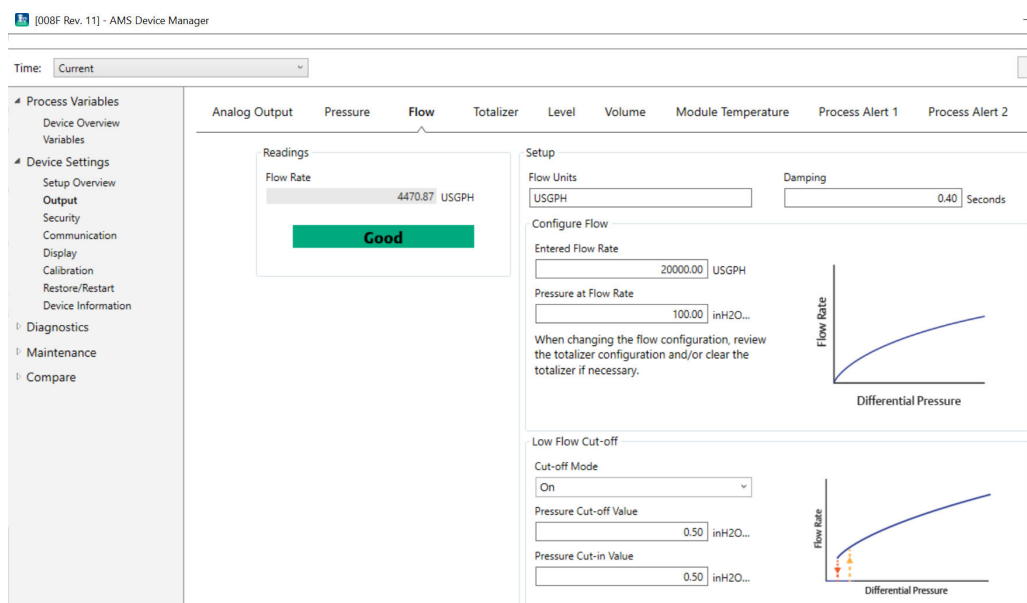 [008F Rev. 11] - AMS Device Manager
Time: Current
Process Variables
Device Overview
Variables
Device Settings
Setup Overview
Output
Security
Communication
Display
Calibration
Restore/Restart
Device Information
Diagnostics
Maintenance
Compare
Analog Output Pressure Flow Totalizer Level Volume Module Temperature Process Alert 1 Process Alert 2
Readings
Flow Rate
4470.87 USGPH
Good
Setup
Flow Units
USGPH
Damping
0.40 Seconds
Configure Flow
Entered Flow Rate
20000.00 USGPH
Pressure at Flow Rate
100.00 inH2O...
When changing the flow configuration, review
the totalizer configuration and/or clear the
totalizer if necessary.
Flow Rate
Differential Pressure
Low Flow Cut-off
Cut-off Mode
On
Pressure Cut-off Value
0.50 inH2O...
Pressure Cut-in Value
0.50 inH2O...
Flow Rate
Differential Pressure